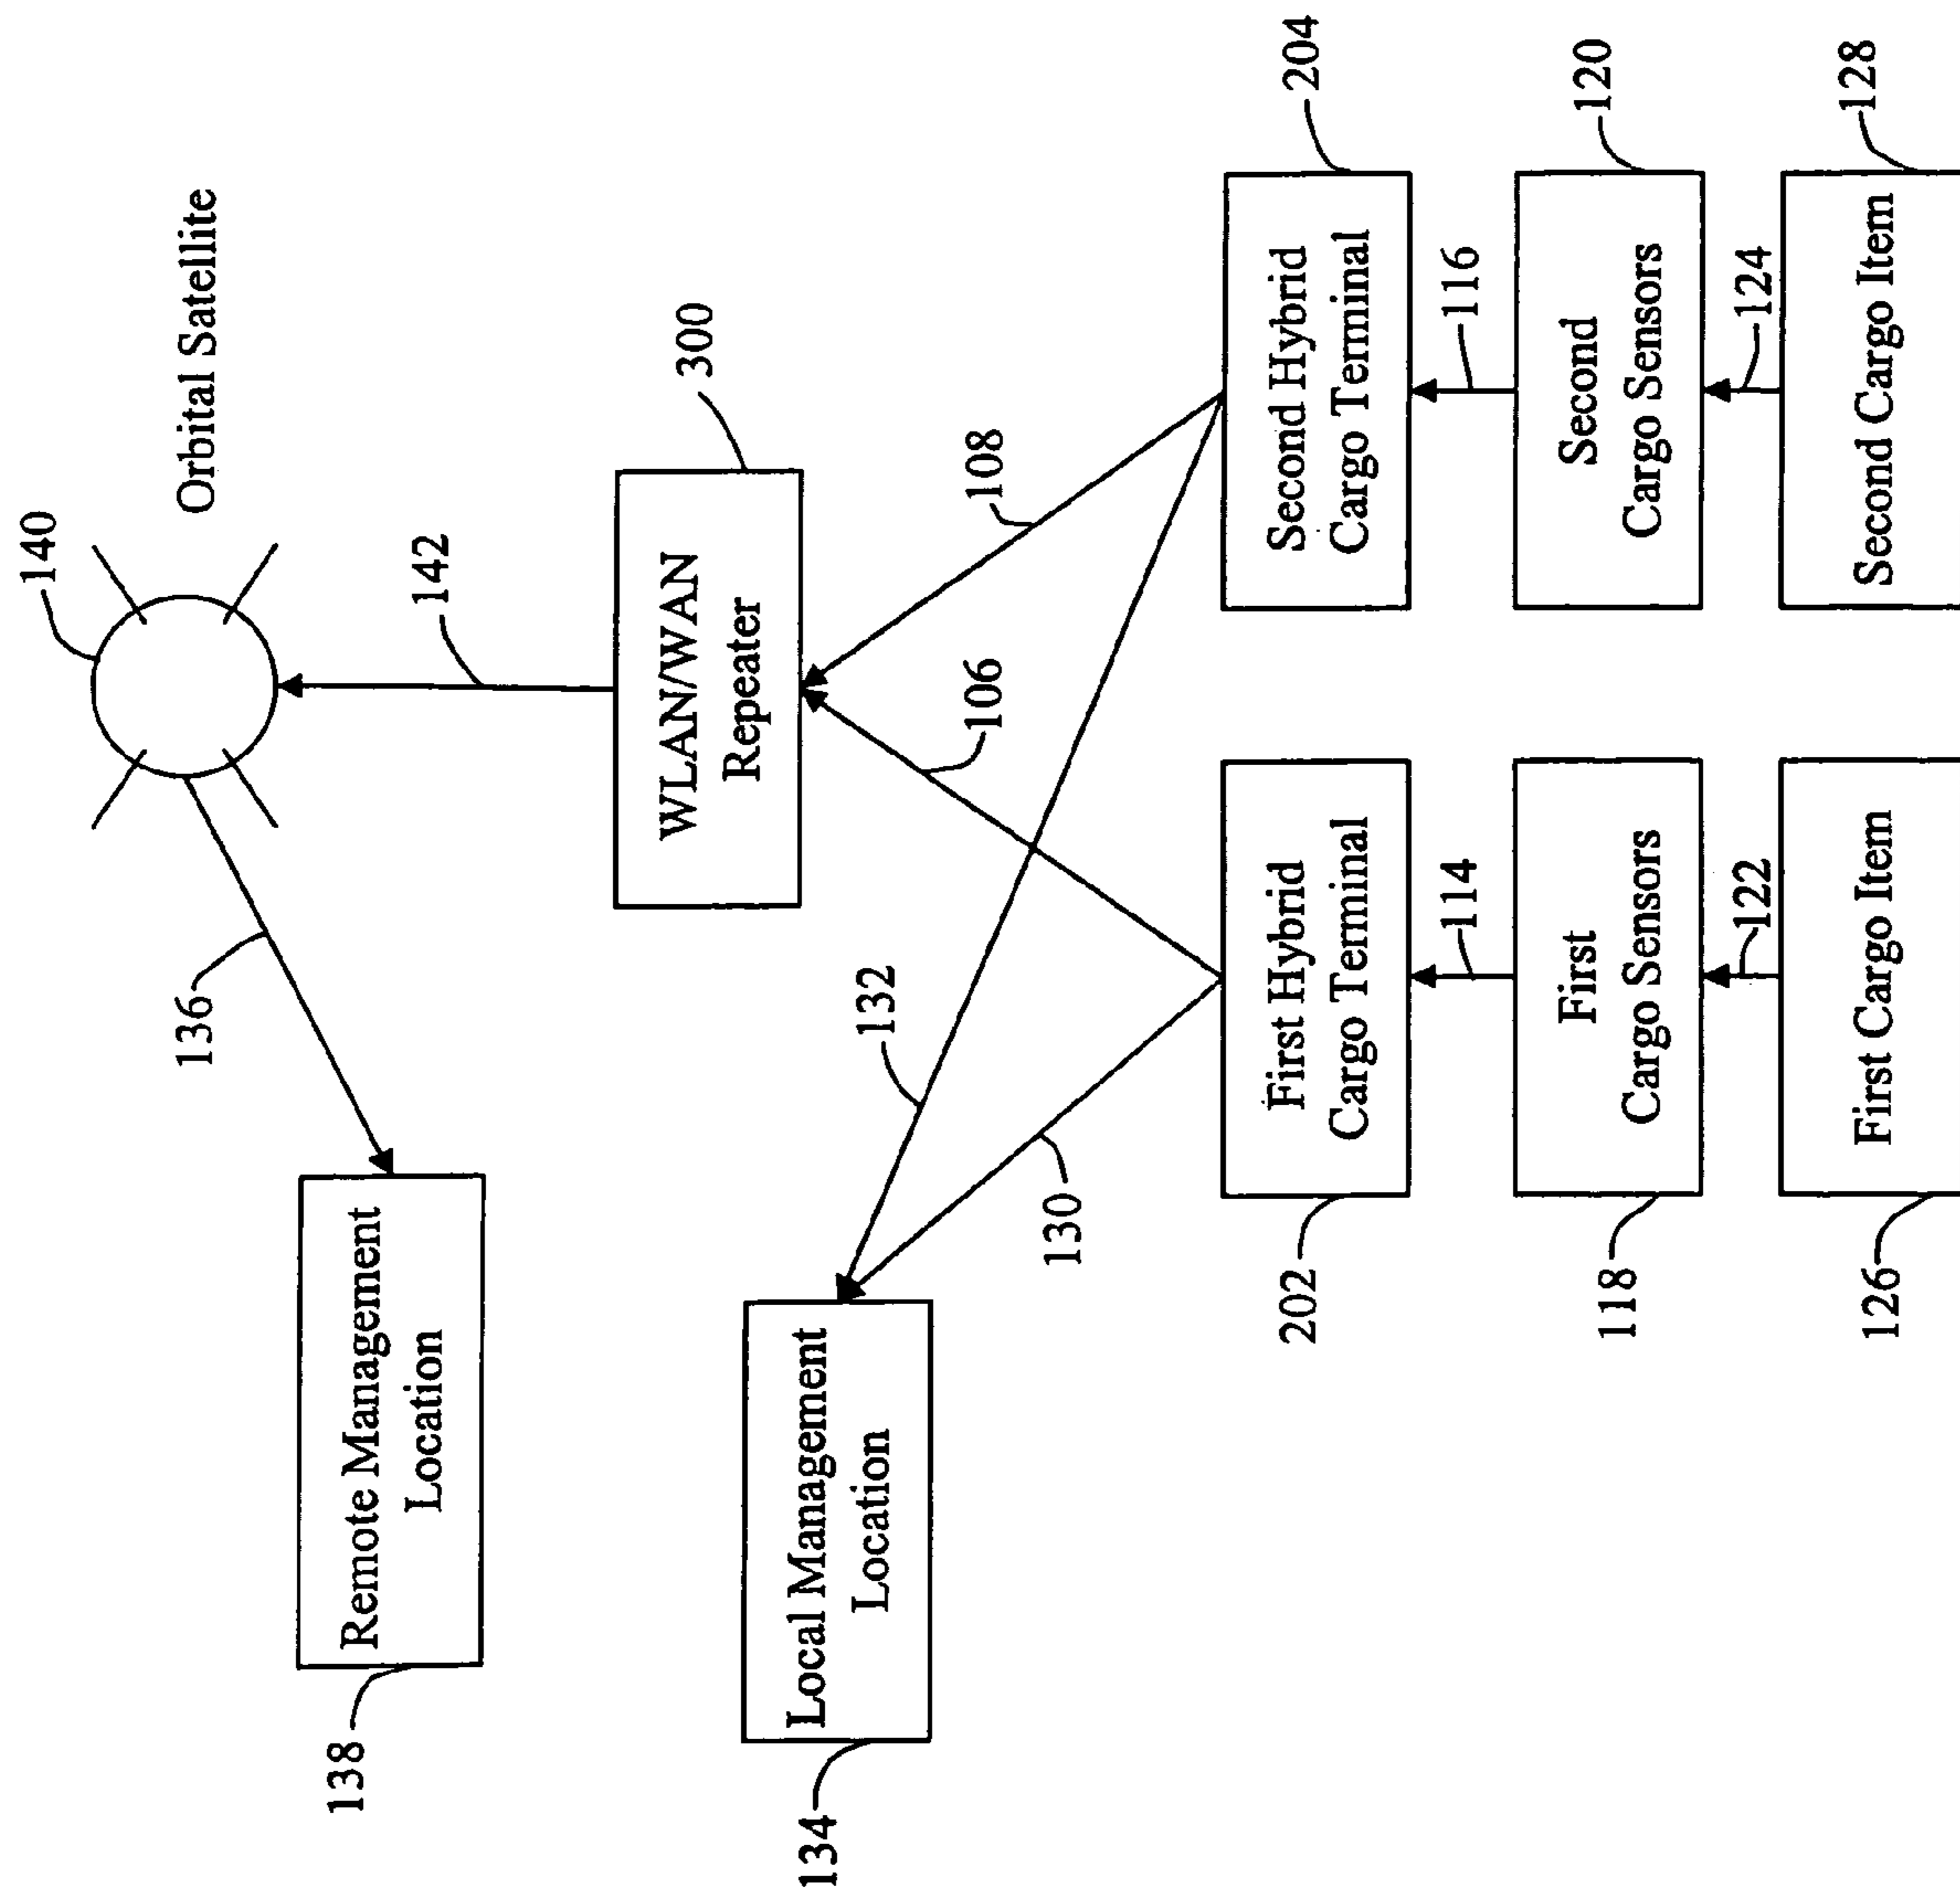 140
Orbital Satellite
142
136
138
Remote Management
Location
300
WLAN/WAN
Repeater
134
Local Management
Location
132
108
106
130
202
First Hybrid
Cargo Terminal
204
Second Hybrid
Cargo Terminal
114
116
118
First
Cargo Sensors
120
Second
Cargo Sensors
122
124
126
First Cargo Item
128
Second Cargo Item